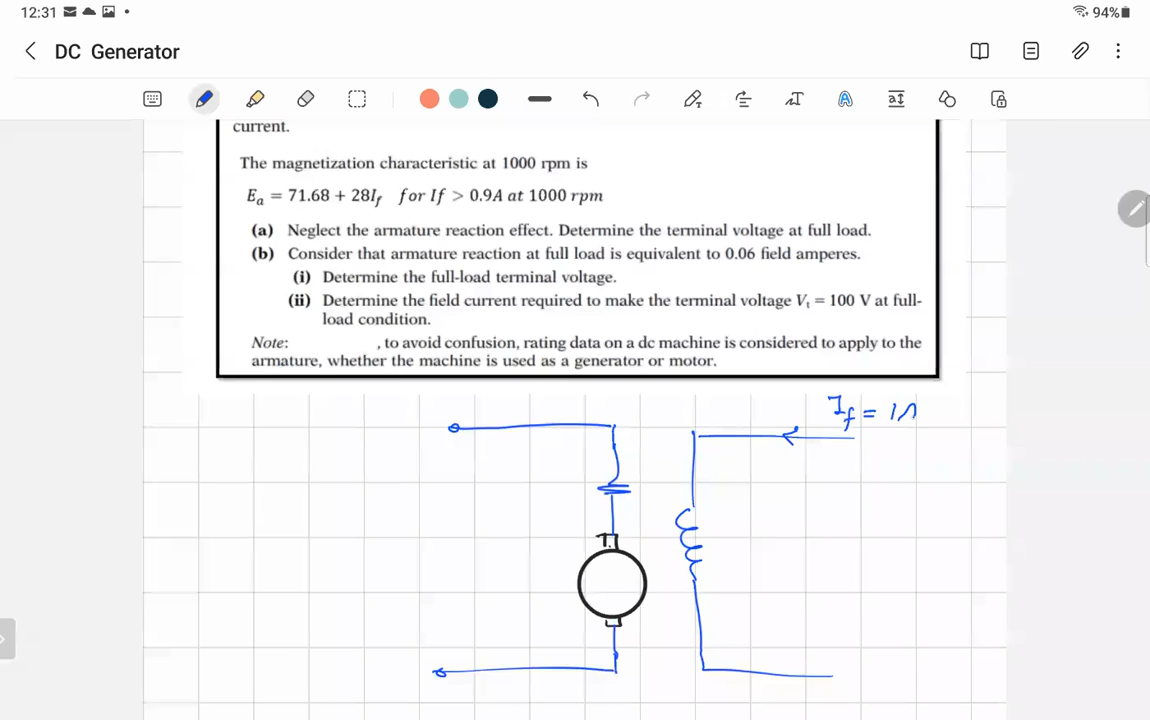 12:31
94%
DC Generator
current.
The magnetization characteristic at 1000 rpm is
Eₐ = 71.68 + 28I_f for If > 0.9A at 1000 rpm
(a) Neglect the armature reaction effect. Determine the terminal voltage at full load.
(b) Consider that armature reaction at full load is equivalent to 0.06 field amperes.
(i) Determine the full-load terminal voltage.
(ii) Determine the field current required to make the terminal voltage Vₜ = 100 V at full-
load condition.
Note: , to avoid confusion, rating data on a dc machine is considered to apply to the
armature, whether the machine is used as a generator or motor.
I_f = 1A